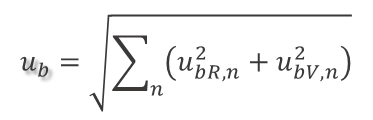 u_b = √(∑_n (u²_{bR,n} + u²_{bV,n}))